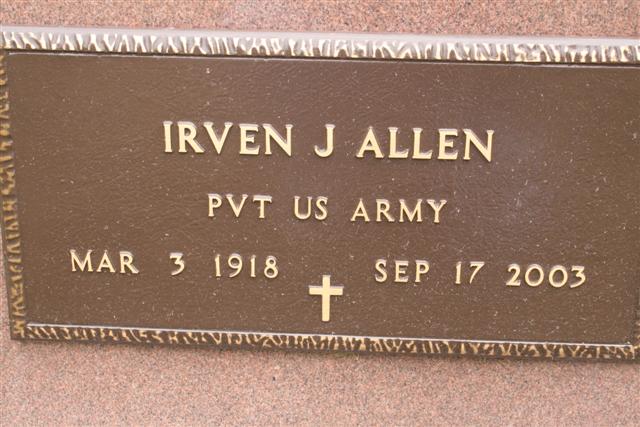 IRVEN J ALLEN
PVT US ARMY
MAR 3 1918 SEP 17 2003